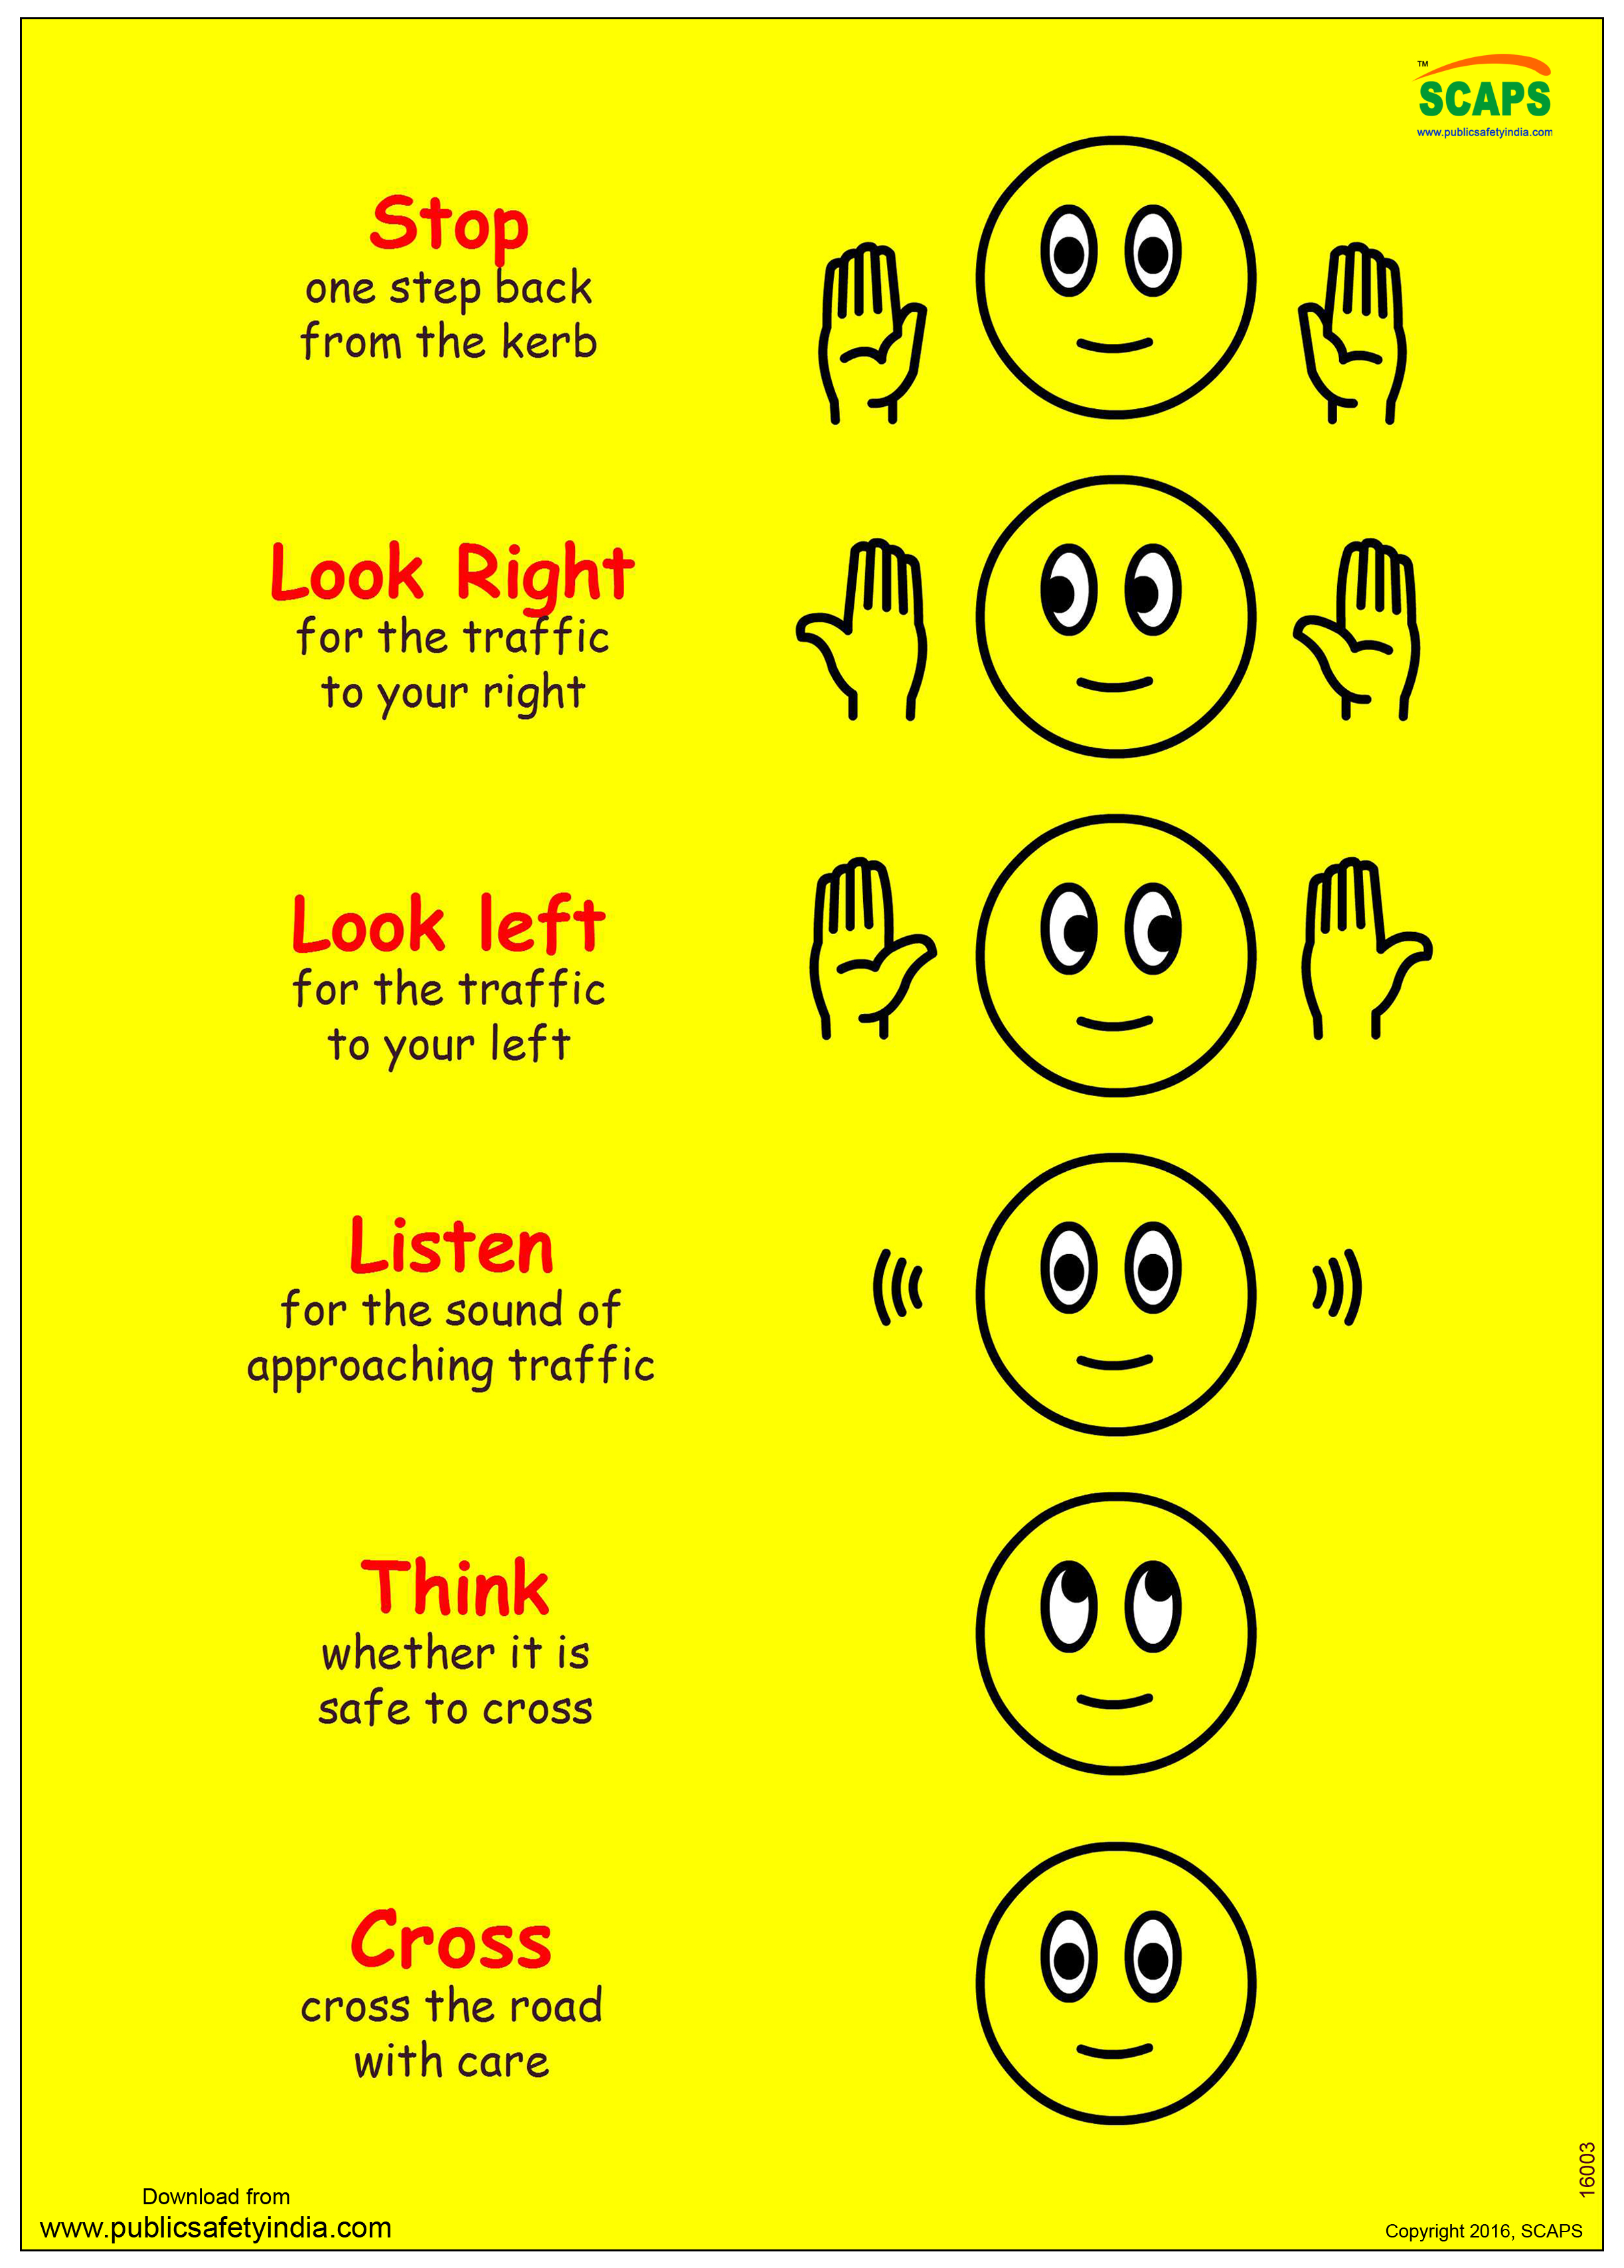 TM
SCAPS
www.publicsafetyindia.com
Stop
one step back
from the kerb
Look Right
for the traffic
to your right
Look left
for the traffic
to your left
Listen
for the sound of
approaching traffic
Think
whether it is
safe to cross
Cross
cross the road
with care
16003
Download from
www.publicsafetyindia.com
Copyright 2016, SCAPS